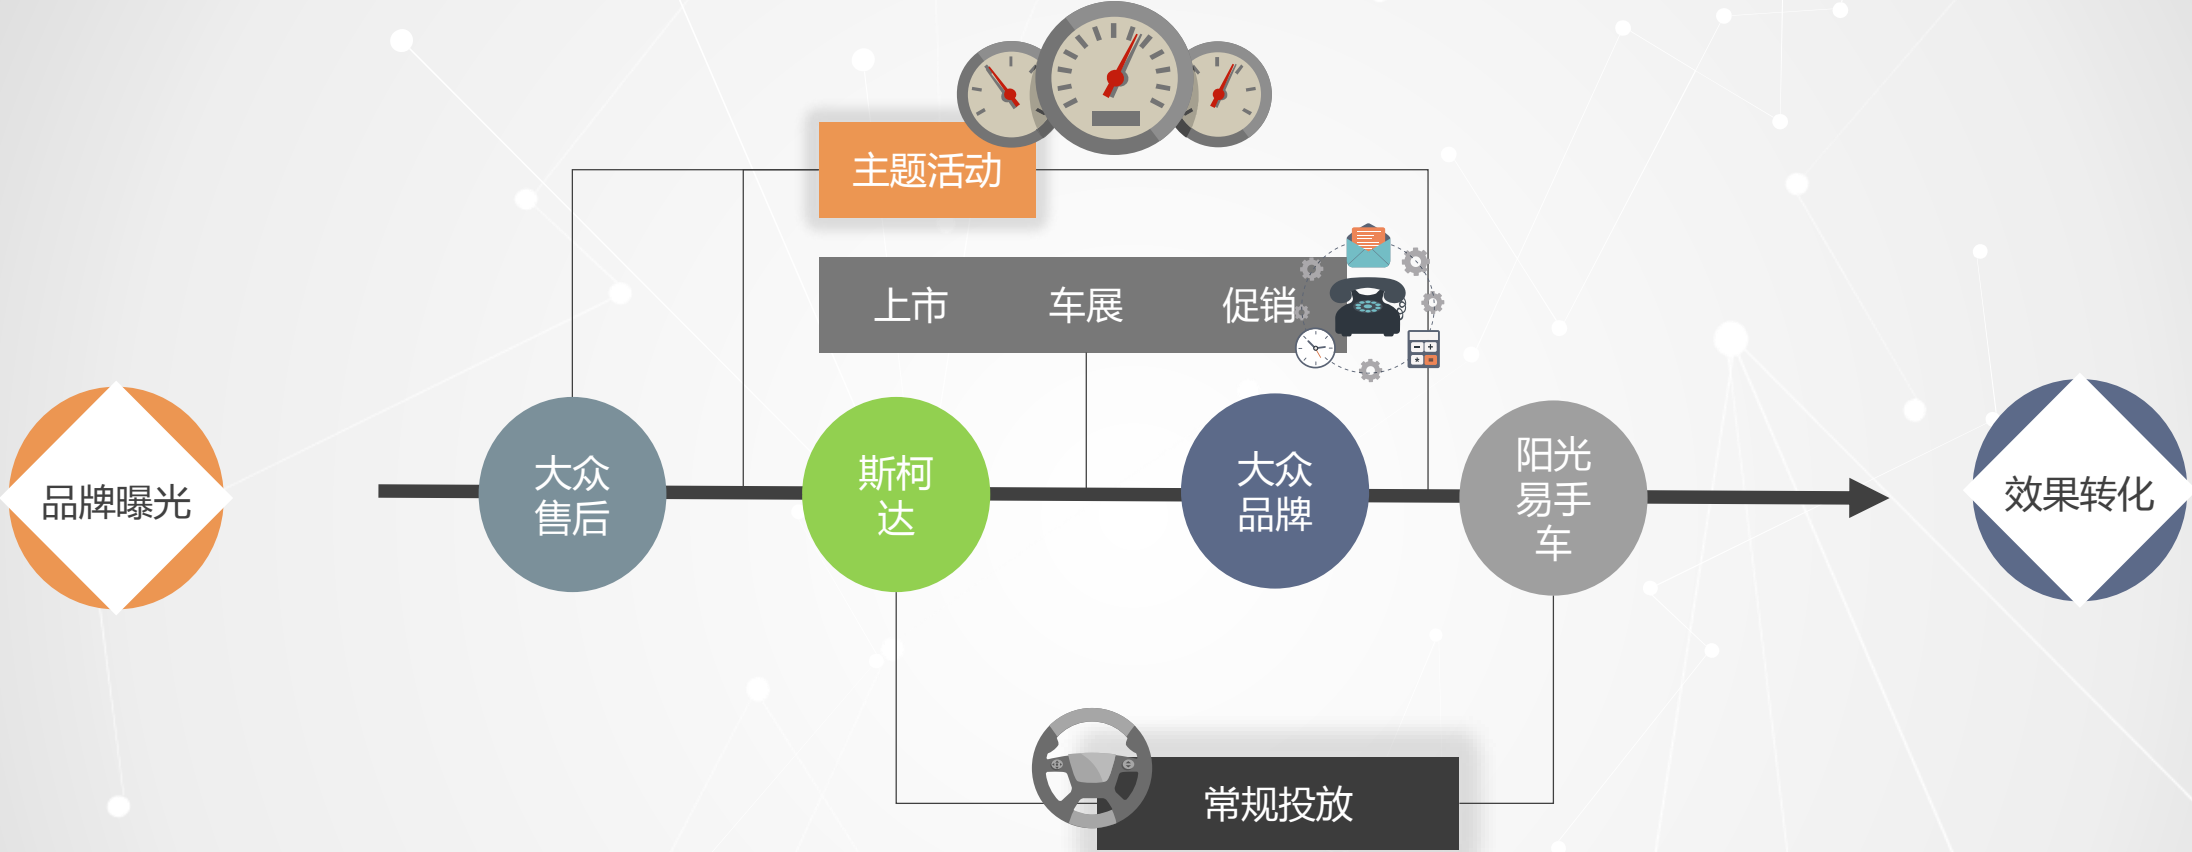 主题活动
上市 车展 促销
品牌曝光
大众
售后
斯柯
达
大众
品牌
阳光
易手
车
效果转化
常规投放